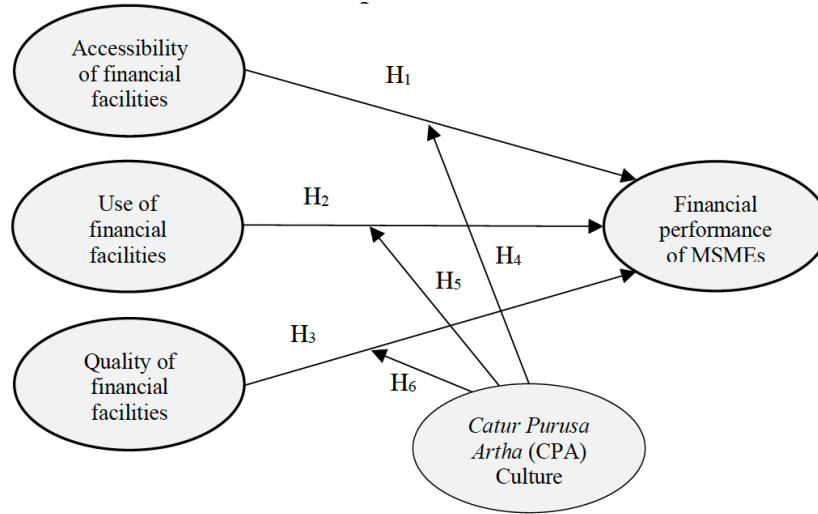 Accessibility
of financial
facilities
H₁
Use of
financial
facilities
H₂
Financial
performance
of MSMEs
H₅
H₄
H₃
Quality of
financial
facilities
H₆
Catur Purusa
Artha (CPA)
Culture